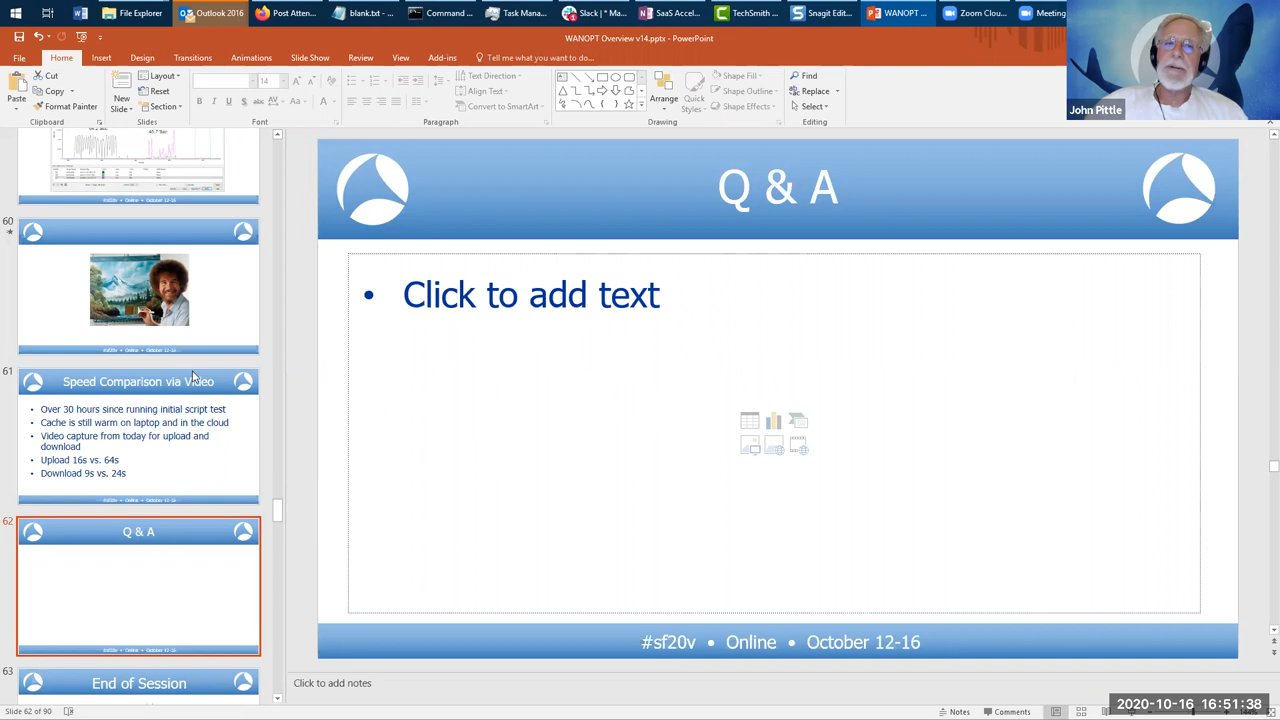 File Explorer
Outlook 2016
Post Atten...
blank.txt - ...
Command ...
Task Mana...
Slack | * Ma...
SaaS Accel...
TechSmith ...
Snagit Edit...
WANOPT ...
Zoom Clou...
Meeting
WANOPT Overview v14.pptx - PowerPoint
File
Home
Insert
Design
Transitions
Animations
Slide Show
Review
View
Add-ins
Tell me what you want to do...
Paste
Cut
Copy
Format Painter
Clipboard
New Slide
Layout
Reset
Section
Slides
14
Font
Text Direction
Align Text
Convert to SmartArt
Paragraph
Arrange
Quick Styles
Shape Fill
Shape Outline
Shape Effects
Drawing
Find
Replace
Select
Editing
John Pittle
60
61
Speed Comparison via Video
• Over 30 hours since running initial script test
• Cache is still warm on laptop and in the cloud
• Video capture from today for upload and
download
• Upload 16s vs. 64s
• Download 9s vs. 24s
62
Q & A
63
End of Session
Q & A
• Click to add text
#sf20v • Online • October 12-16
Click to add notes
Slide 62 of 90
Notes
Comments
2020-10-16 16:51:38